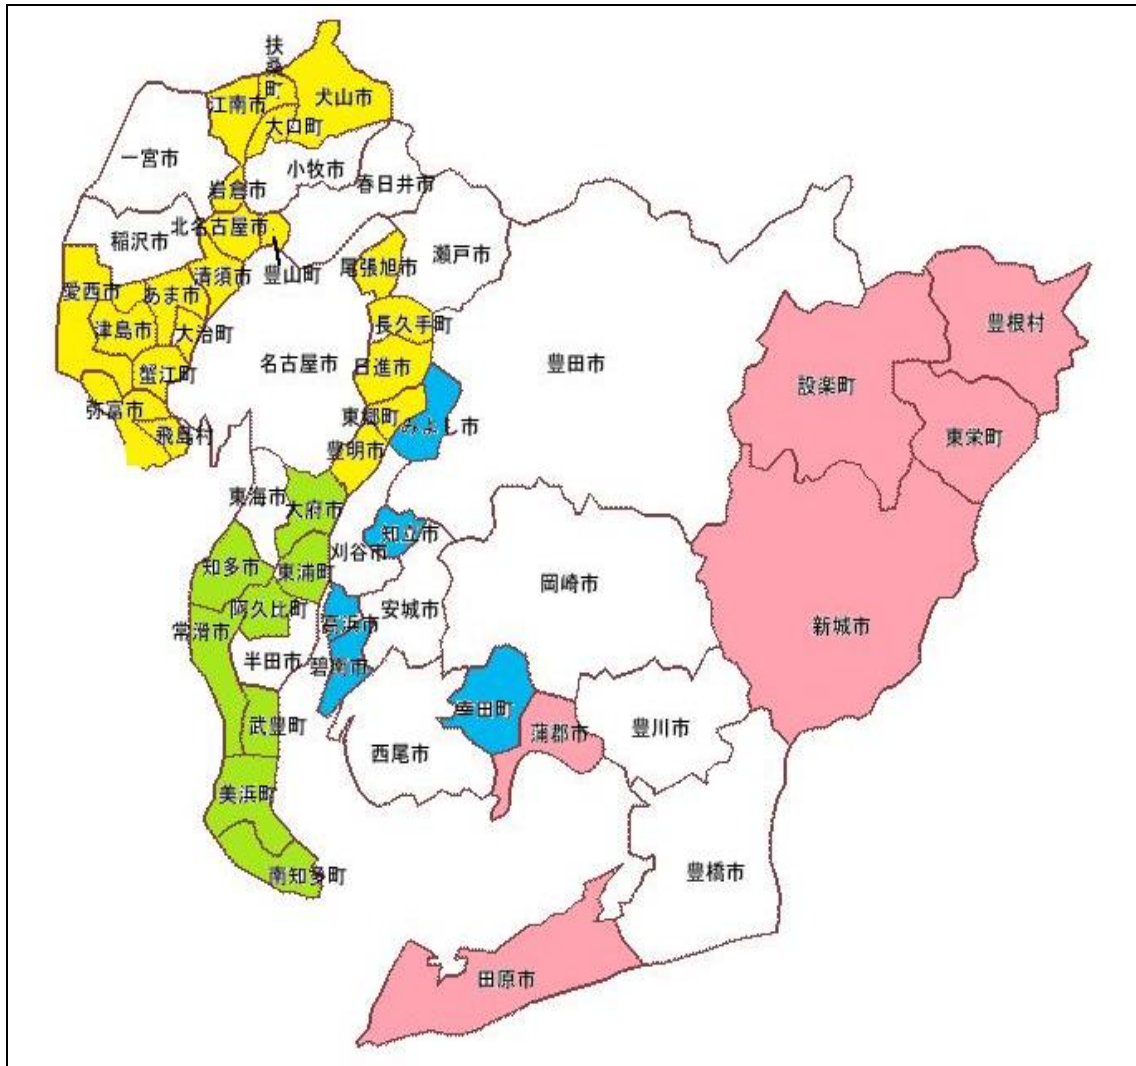 扶桑町
江南市
犬山市
大口町
一宮市
小牧市
春日井市
岩倉市
北名古屋市
稲沢市
瀬戸市
尾張旭市
清須市
豊山町
愛西市
あま市
津島市
大治町
長久手町
豊根村
名古屋市
豊田市
日進市
蟹江町
設楽町
弥富市
東郷町
みよし市
飛島村
東栄町
豊明市
東海市
大府市
知立市
刈谷市
知多市
東浦町
岡崎市
阿久比町
安城市
高浜市
新城市
常滑市
半田市
碧南市
幸田町
武豊町
蒲郡市
豊川市
西尾市
美浜町
豊橋市
南知多町
田原市